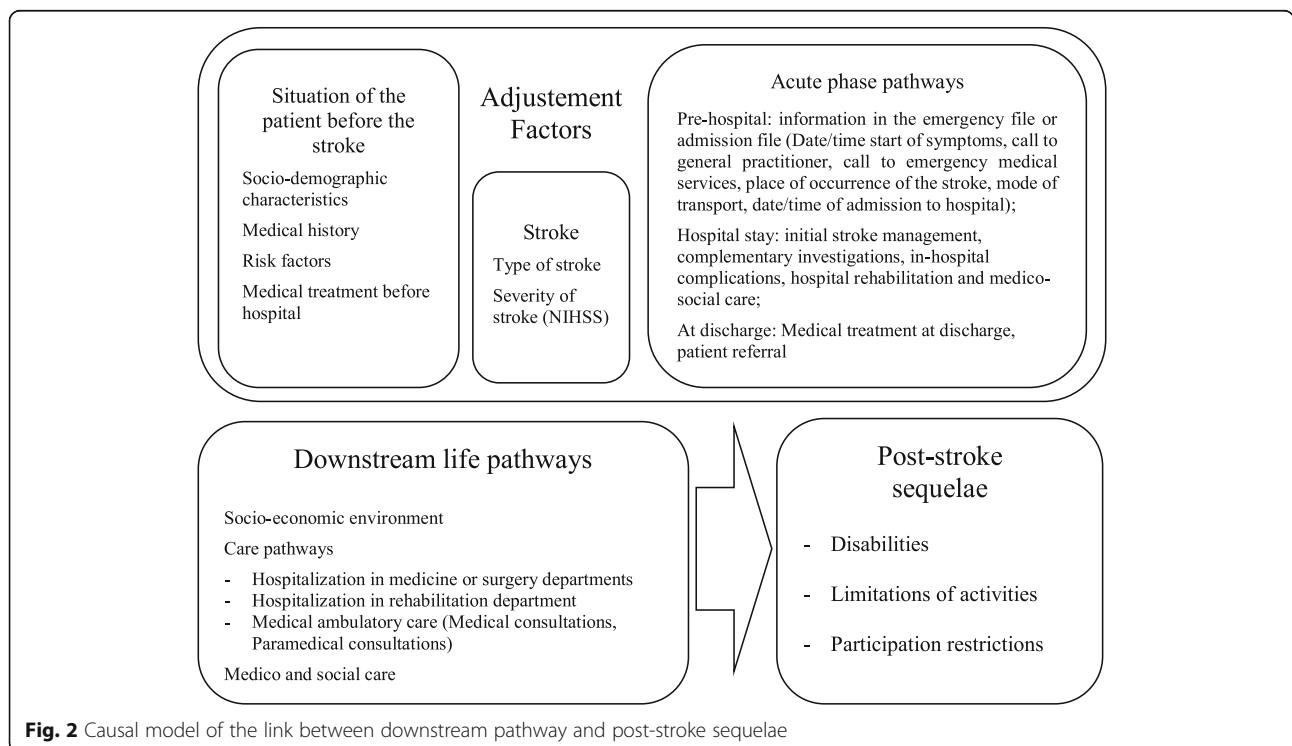 Situation of the
patient before the
stroke
Socio-demographic
characteristics
Medical history
Risk factors
Medical treatment before
hospital
Adjustement
Factors
Stroke
Type of stroke
Severity of
stroke (NIHSS)
Acute phase pathways
Pre-hospital: information in the emergency file or
admission file (Date/time start of symptoms, call to
general practitioner, call to emergency medical
services, place of occurrence of the stroke, mode of
transport, date/time of admission to hospital);
Hospital stay: initial stroke management,
complementary investigations, in-hospital
complications, hospital rehabilitation and medico-
social care;
At discharge: Medical treatment at discharge,
patient referral
Downstream life pathways
Socio-economic environment
Care pathways
- Hospitalization in medicine or surgery departments
- Hospitalization in rehabilitation department
- Medical ambulatory care (Medical consultations,
Paramedical consultations)
Medico and social care
Post-stroke
sequelae
- Disabilities
- Limitations of activities
- Participation restrictions
Fig. 2 Causal model of the link between downstream pathway and post-stroke sequelae